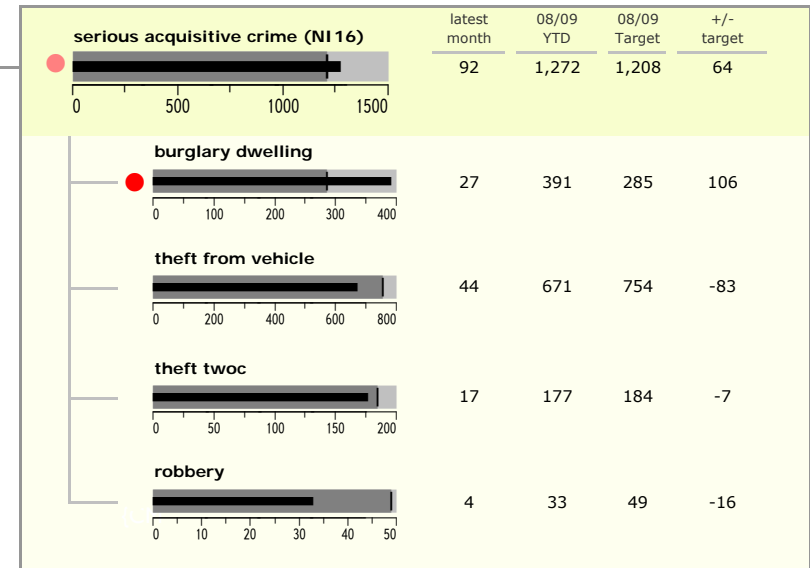 latest 08/09 08/09 +/-
month YTD Target target
serious acquisitive crime (NI16)
92 1,272 1,208 64
0 500 1000 1500
burglary dwelling
27 391 285 106
0 100 200 300 400
theft from vehicle
44 671 754 -83
0 200 400 600 800
theft twoc
17 177 184 -7
0 50 100 150 200
robbery
4 33 49 -16
0 10 20 30 40 50